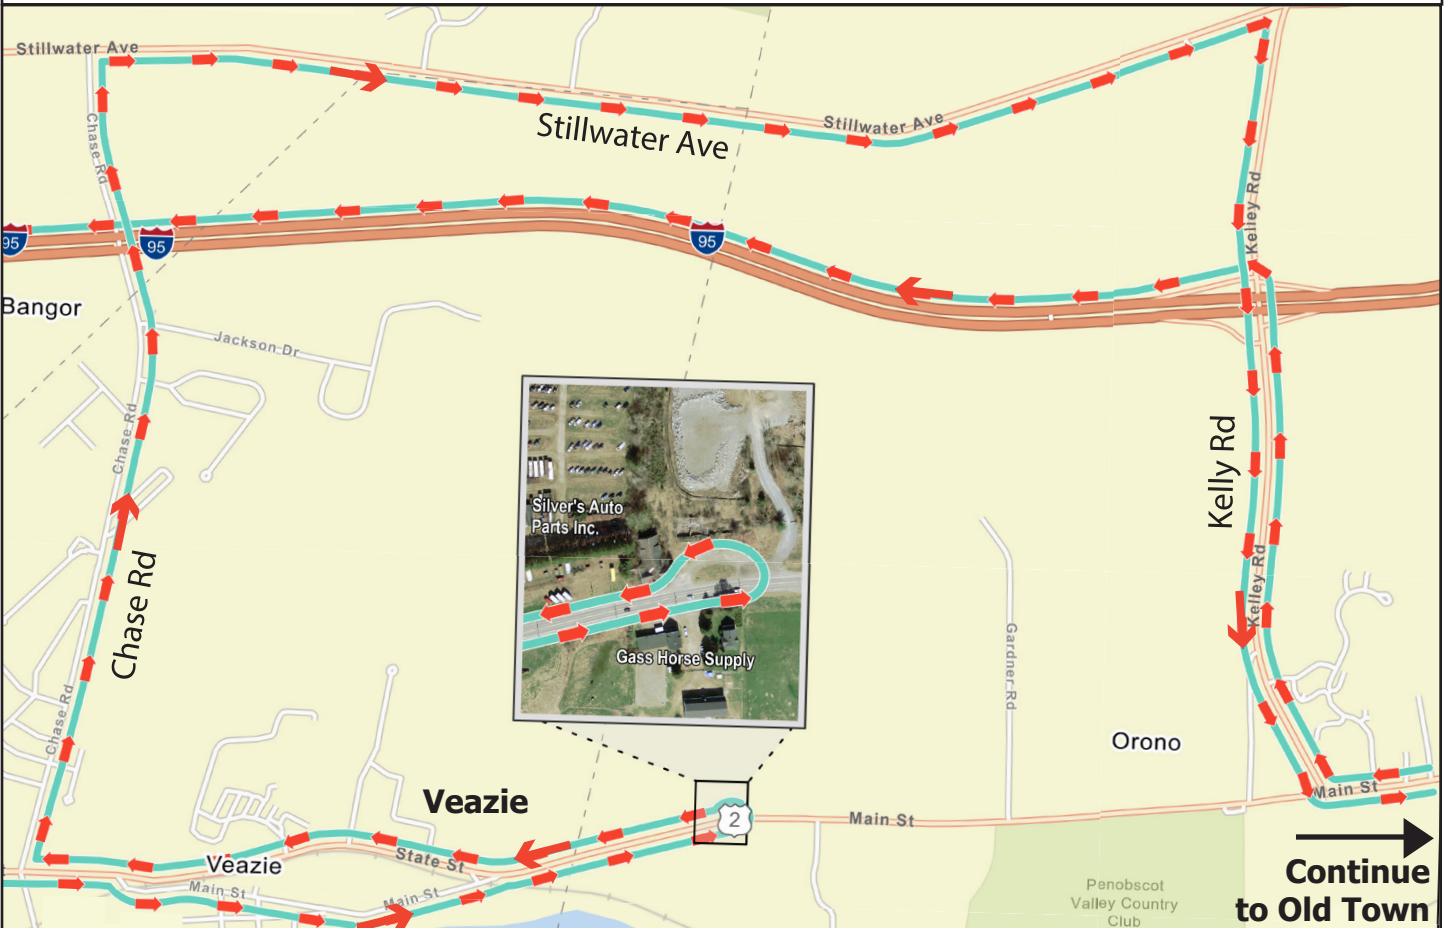 Stillwater Ave
Chase Rd
Stillwater Ave
Stillwater Ave
Kelley Rd
95
95
95
Bangor
Jackson Dr
Chase Rd
Silver's Auto
Parts Inc.
Gass Horse Supply
Kelly Rd
Kelley Rd
Chase Rd
Chase Rd
Gardner Rd
Orono
Main St
Veazie
2
Main St
State St
Veazie
Main St
Main St
Continue
to Old Town
Penobscot
Valley Country
Club